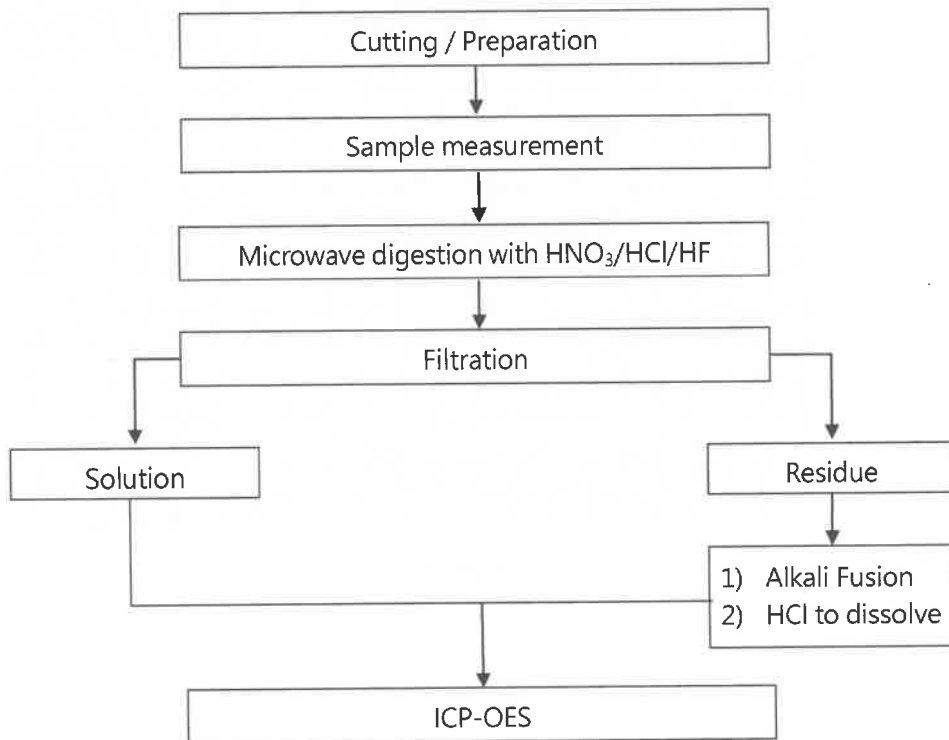 Cutting / Preparation
Sample measurement
Microwave digestion with HNO₃/HCl/HF
Filtration
Solution
Residue
1) Alkali Fusion
2) HCl to dissolve
ICP-OES